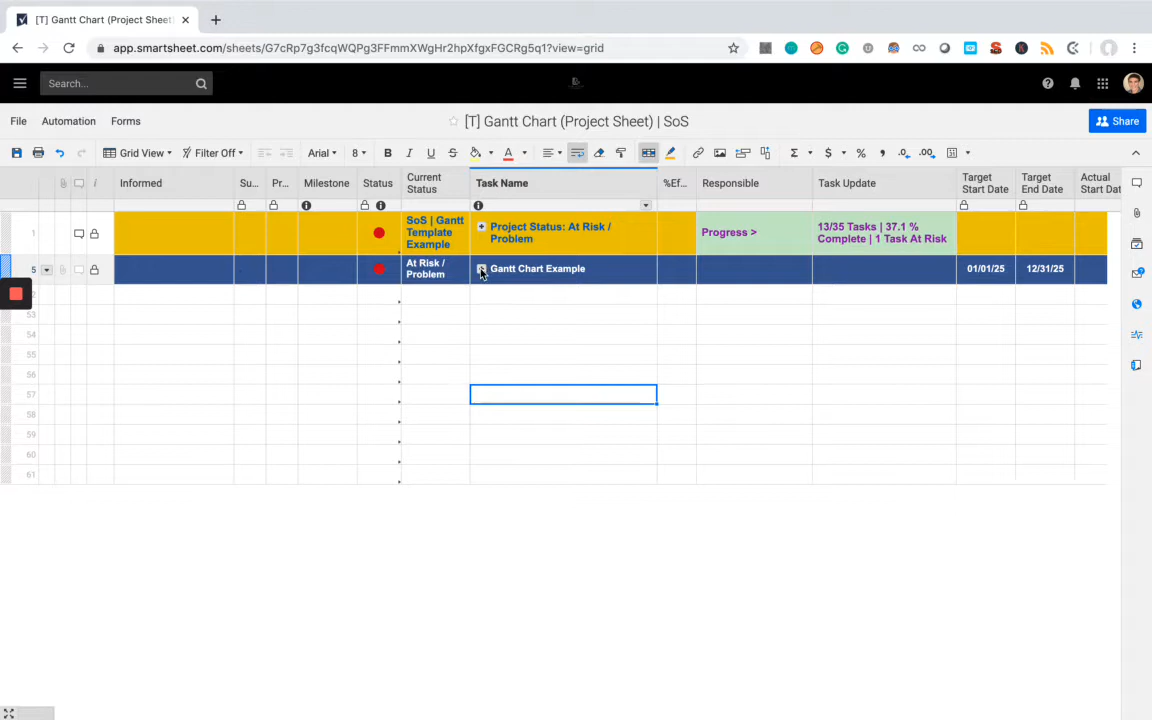 [T] Gantt Chart (Project Sheet)
app.smartsheet.com/sheets/G7cRp7g3fcqWQPg3FFmmXWgHr2hpXfgxFGCRg5q1?view=grid
Search...
File
Automation
Forms
[T] Gantt Chart (Project Sheet) | SoS
Share
Grid View
Filter Off
Arial
8
B
I
U
S
A
Σ
$
%
,
.0
.00
Informed
Su...
Pr...
Milestone
Status
Current
Status
Task Name
%Ef...
Responsible
Task Update
Target
Start Date
Target
End Date
Actual
Start Da
1
SoS | Gantt
Template
Example
Project Status: At Risk /
Problem
Progress >
13/35 Tasks | 37.1 %
Complete | 1 Task At Risk
5
At Risk /
Problem
Gantt Chart Example
01/01/25
12/31/25
53
54
55
56
57
58
59
60
61